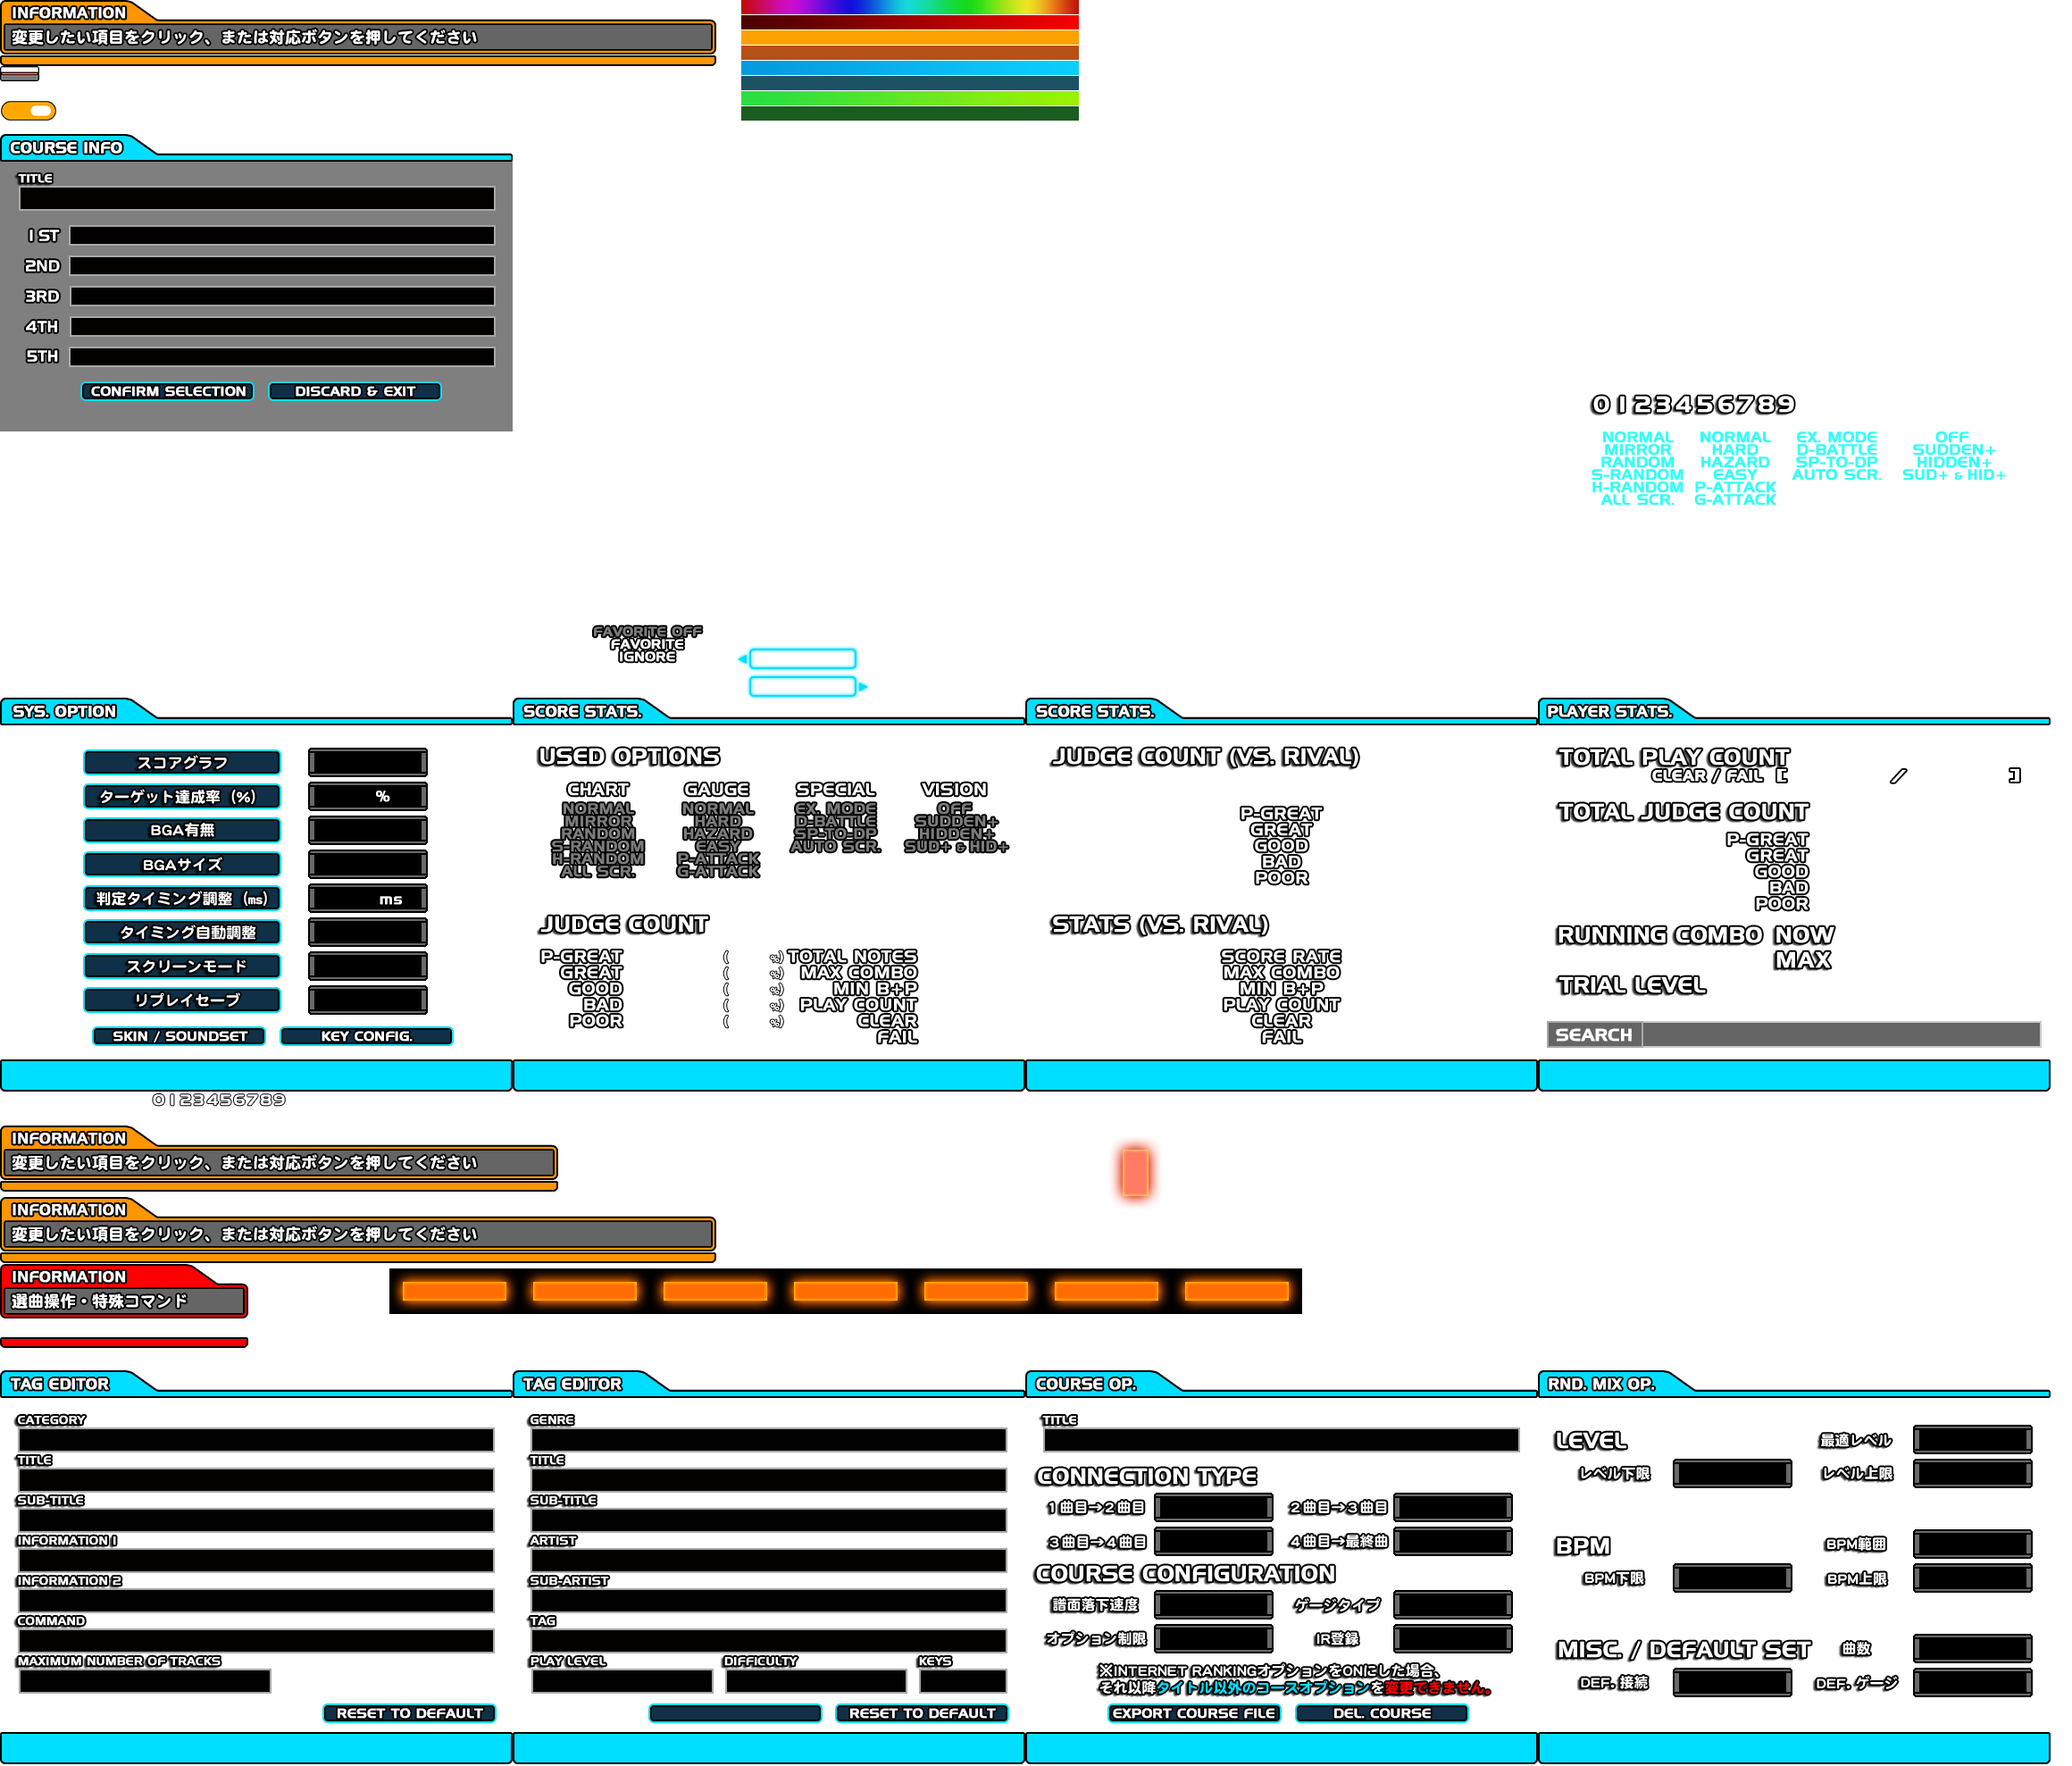 INFORMATION
変更したい項目をクリック、または対応ボタンを押してください
COURSE INFO
TITLE
1ST
2ND
3RD
4TH
5TH
CONFIRM SELECTION
DISCARD & EXIT
0123456789
NORMAL NORMAL EX. MODE OFF
MIRROR HARD D-BATTLE SUDDEN+
RANDOM HAZARD SP-TO-DP HIDDEN+
S-RANDOM EASY AUTO SCR. SUD+ & HID+
H-RANDOM P-ATTACK
ALL SCR. G-ATTACK
FAVORITE OFF
FAVORITE
IGNORE
SYS. OPTION
スコアグラフ
ターゲット達成率 (%)
%
BGA有無
BGAサイズ
判定タイミング調整 (ms)
ms
タイミング自動調整
スクリーンモード
リプレイセーブ
SKIN / SOUNDSET
KEY CONFIG.
SCORE STATS.
USED OPTIONS
CHART GAUGE SPECIAL VISION
NORMAL NORMAL EX. MODE OFF
MIRROR HARD D-BATTLE SUDDEN+
RANDOM HAZARD SP-TO-DP HIDDEN+
S-RANDOM EASY AUTO SCR. SUD+ & HID+
H-RANDOM P-ATTACK
ALL SCR. G-ATTACK
JUDGE COUNT
P-GREAT ( %) TOTAL NOTES
GREAT ( %) MAX COMBO
GOOD ( %) MIN B+P
BAD ( %) PLAY COUNT
POOR ( %) CLEAR
FAIL
SCORE STATS.
JUDGE COUNT (VS. RIVAL)
P-GREAT
GREAT
GOOD
BAD
POOR
STATS (VS. RIVAL)
SCORE RATE
MAX COMBO
MIN B+P
PLAY COUNT
CLEAR
FAIL
PLAYER STATS.
TOTAL PLAY COUNT
CLEAR / FAIL [ / ]
TOTAL JUDGE COUNT
P-GREAT
GREAT
GOOD
BAD
POOR
RUNNING COMBO NOW
MAX
TRIAL LEVEL
SEARCH
0123456789
INFORMATION
変更したい項目をクリック、または対応ボタンを押してください
INFORMATION
変更したい項目をクリック、または対応ボタンを押してください
INFORMATION
選曲操作・特殊コマンド
TAG EDITOR
CATEGORY
TITLE
SUB-TITLE
INFORMATION 1
INFORMATION 2
COMMAND
MAXIMUM NUMBER OF TRACKS
RESET TO DEFAULT
TAG EDITOR
GENRE
TITLE
SUB-TITLE
ARTIST
SUB-ARTIST
TAG
PLAY LEVEL DIFFICULTY KEYS
RESET TO DEFAULT
COURSE OP.
TITLE
CONNECTION TYPE
1曲目→2曲目 2曲目→3曲目
3曲目→4曲目 4曲目→最終曲
COURSE CONFIGURATION
譜面落下速度 ゲージタイプ
オプション制限 IR登録
※INTERNET RANKINGオプションをONにした場合、
それ以降タイトル以外のコースオプションを変更できません。
EXPORT COURSE FILE
DEL. COURSE
RND. MIX OP.
LEVEL 最適レベル
レベル下限 レベル上限
BPM BPM範囲
BPM下限 BPM上限
MISC. / DEFAULT SET 曲数
DEF. 接続 DEF. ゲージ